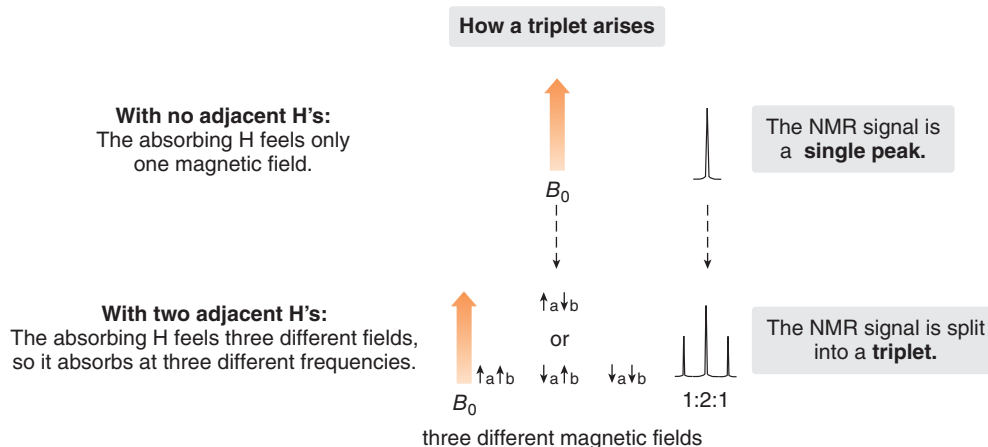 How a triplet arises
With no adjacent H's:
The absorbing H feels only
one magnetic field.
B₀
The NMR signal is
a single peak.
With two adjacent H's:
The absorbing H feels three different fields,
so it absorbs at three different frequencies.
B₀
↑a↓b
or
↑a↑b ↓a↑b ↓a↓b
1:2:1
The NMR signal is split
into a triplet.
three different magnetic fields